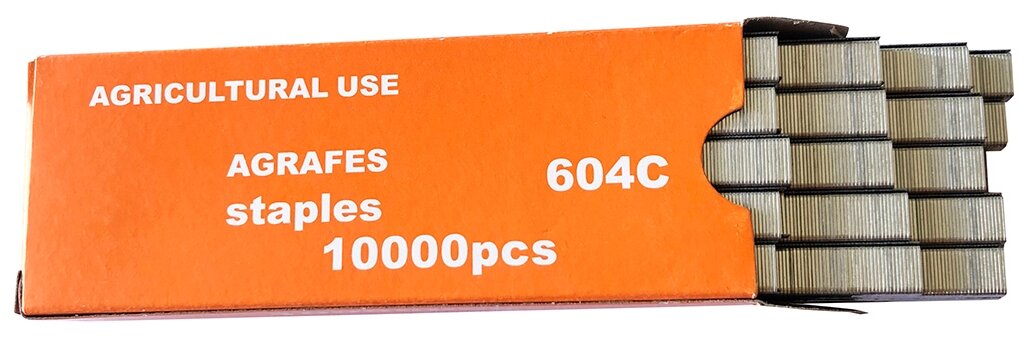 AGRICULTURAL USE
AGRAFES
604C
staples
10000pcs